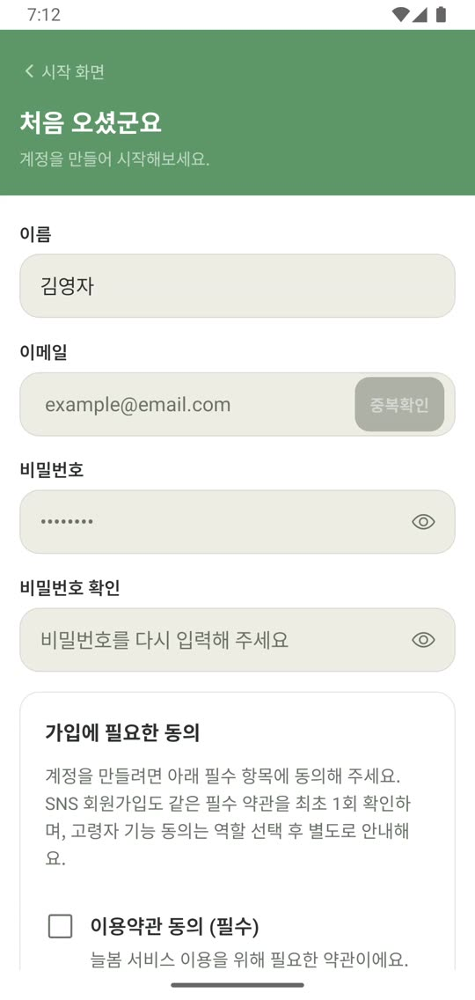 7:12
시작 화면
처음 오셨군요
계정을 만들어 시작해보세요.
이름
김영자
이메일
example@email.com
중복확인
비밀번호
••••••••
비밀번호 확인
비밀번호를 다시 입력해 주세요
가입에 필요한 동의
계정을 만들려면 아래 필수 항목에 동의해 주세요.
SNS 회원가입도 같은 필수 약관을 최초 1회 확인하
며, 고령자 기능 동의는 역할 선택 후 별도로 안내해
요.
이용약관 동의 (필수)
늘봄 서비스 이용을 위해 필요한 약관이에요.